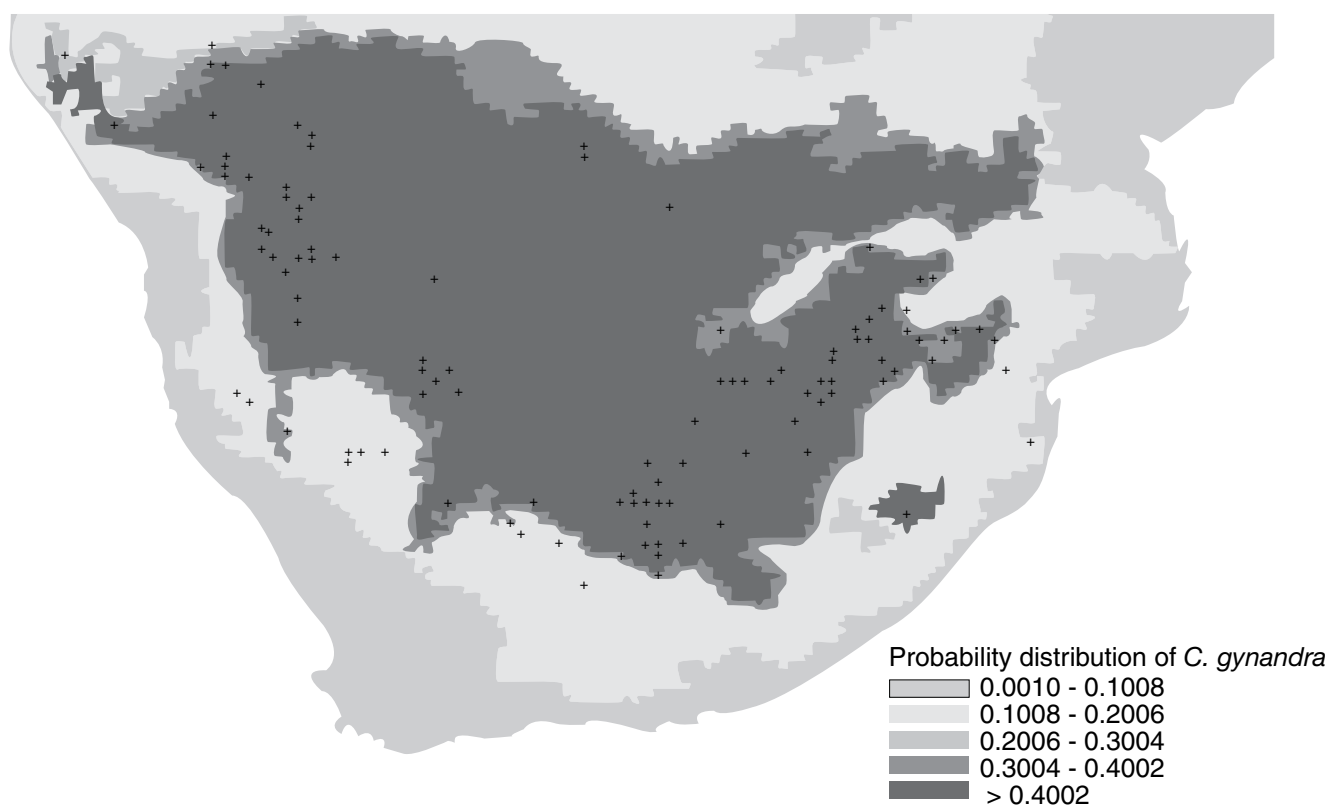 Probability distribution of C. gynandra
0.0010 - 0.1008
0.1008 - 0.2006
0.2006 - 0.3004
0.3004 - 0.4002
> 0.4002